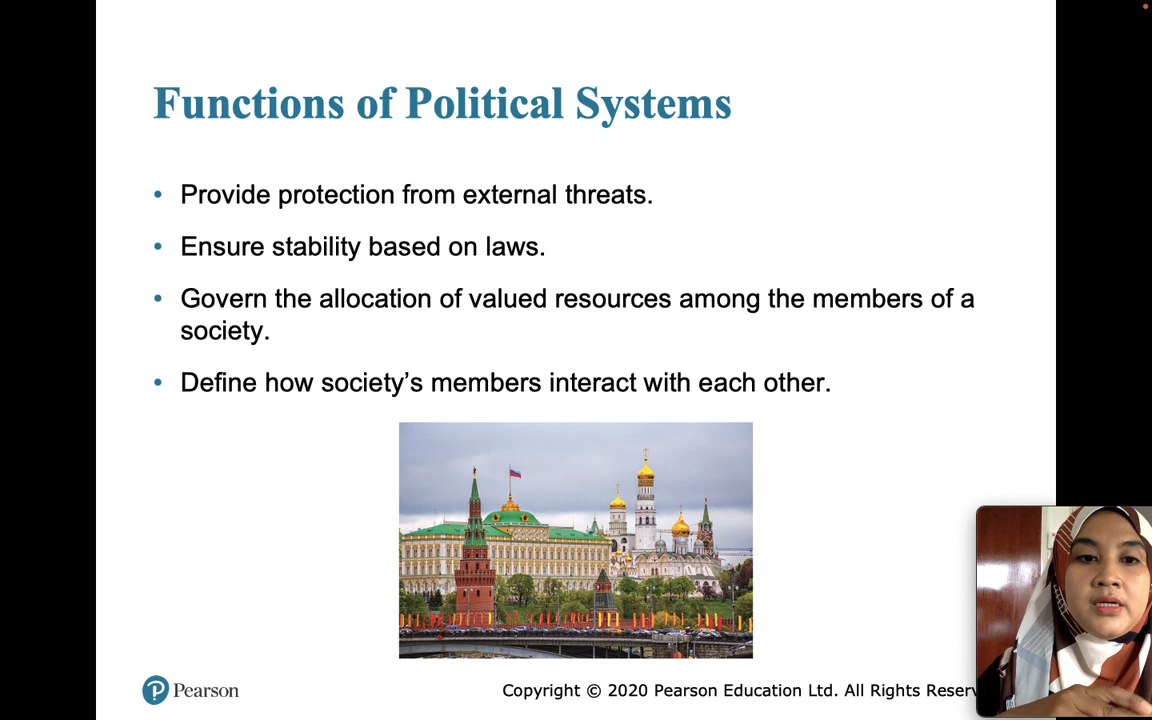 Functions of Political Systems
• Provide protection from external threats.
• Ensure stability based on laws.
• Govern the allocation of valued resources among the members of a
society.
• Define how society’s members interact with each other.
P Pearson
Copyright © 2020 Pearson Education Ltd. All Rights Reserv